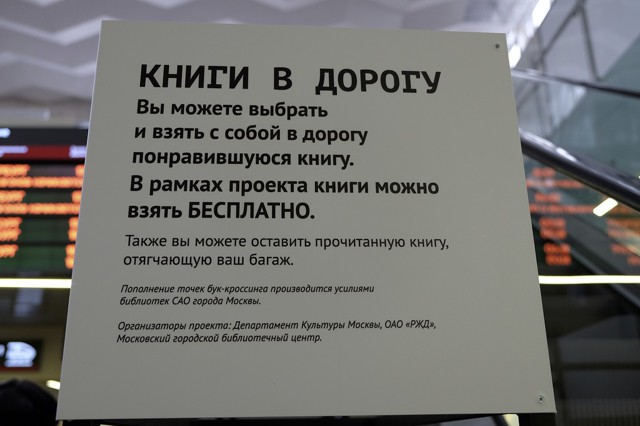 КНИГИ В ДОРОГУ
Вы можете выбрать
и взять с собой в дорогу
понравившуюся книгу.
В рамках проекта книги можно
взять БЕСПЛАТНО.
Также вы можете оставить прочитанную книгу,
отягчающую ваш багаж.
Пополнение точек бук-кроссинга производится усилиями
библиотек САО города Москвы.
Организаторы проекта: Департамент Культуры Москвы, ОАО «РЖД»,
Московский городской библиотечный центр.